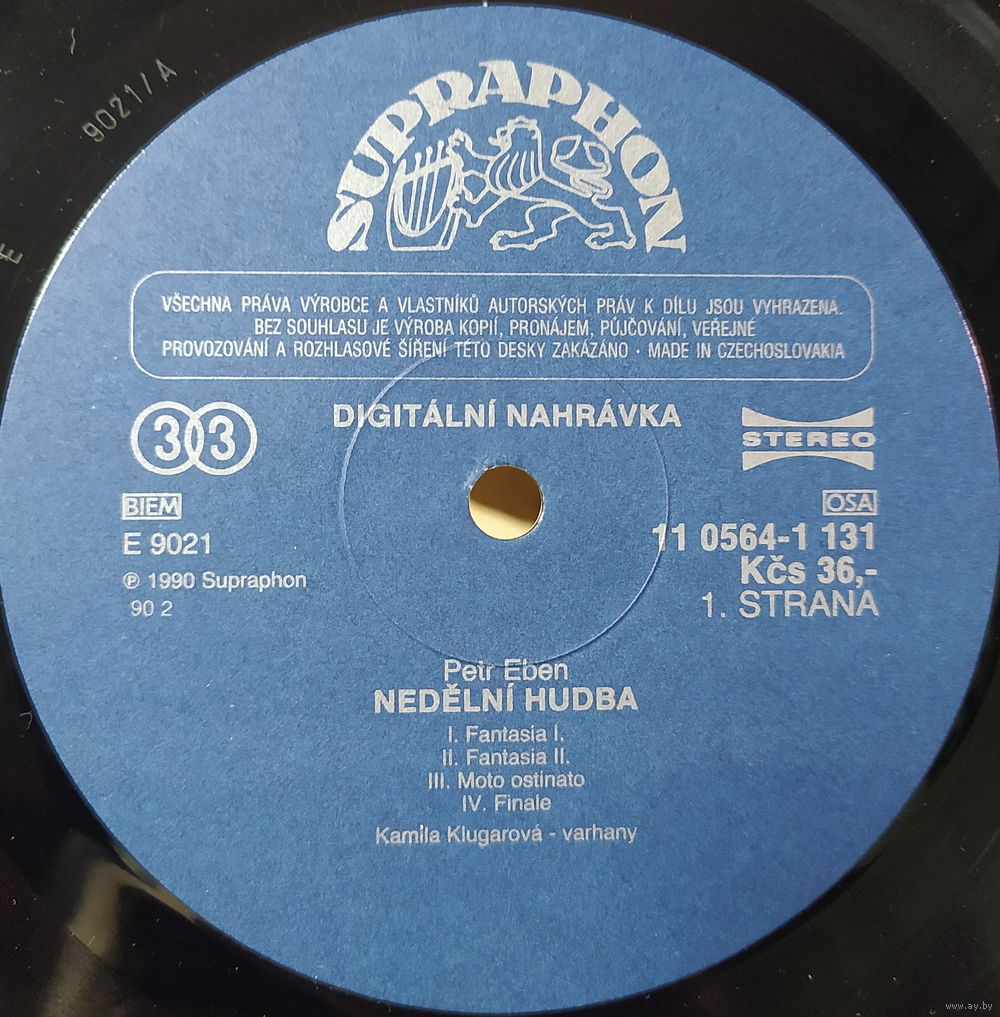 9021/A
E
SUPRAPHON
VŠECHNA PRÁVA VÝROBCE A VLASTNÍKŮ AUTORSKÝCH PRÁV K DÍLU JSOU VYHRAZENA.
BEZ SOUHLASU JE VÝROBA KOPIÍ, PRONÁJEM, PŮJČOVÁNÍ, VEŘEJNÉ
PROVOZOVÁNÍ A ROZHLASOVÉ ŠÍŘENÍ TÉTO DESKY ZAKÁZÁNO · MADE IN CZECHOSLOVAKIA
33
DIGITÁLNÍ NAHRÁVKA
STEREO
BIEM
E 9021
℗ 1990 Supraphon
90 2
OSA
11 0564-1 131
Kčs 36,-
1. STRANA
Petr Eben
NEDĚLNÍ HUDBA
I. Fantasia I.
II. Fantasia II.
III. Moto ostinato
IV. Finale
Kamila Klugarová - varhany
www.ay.by